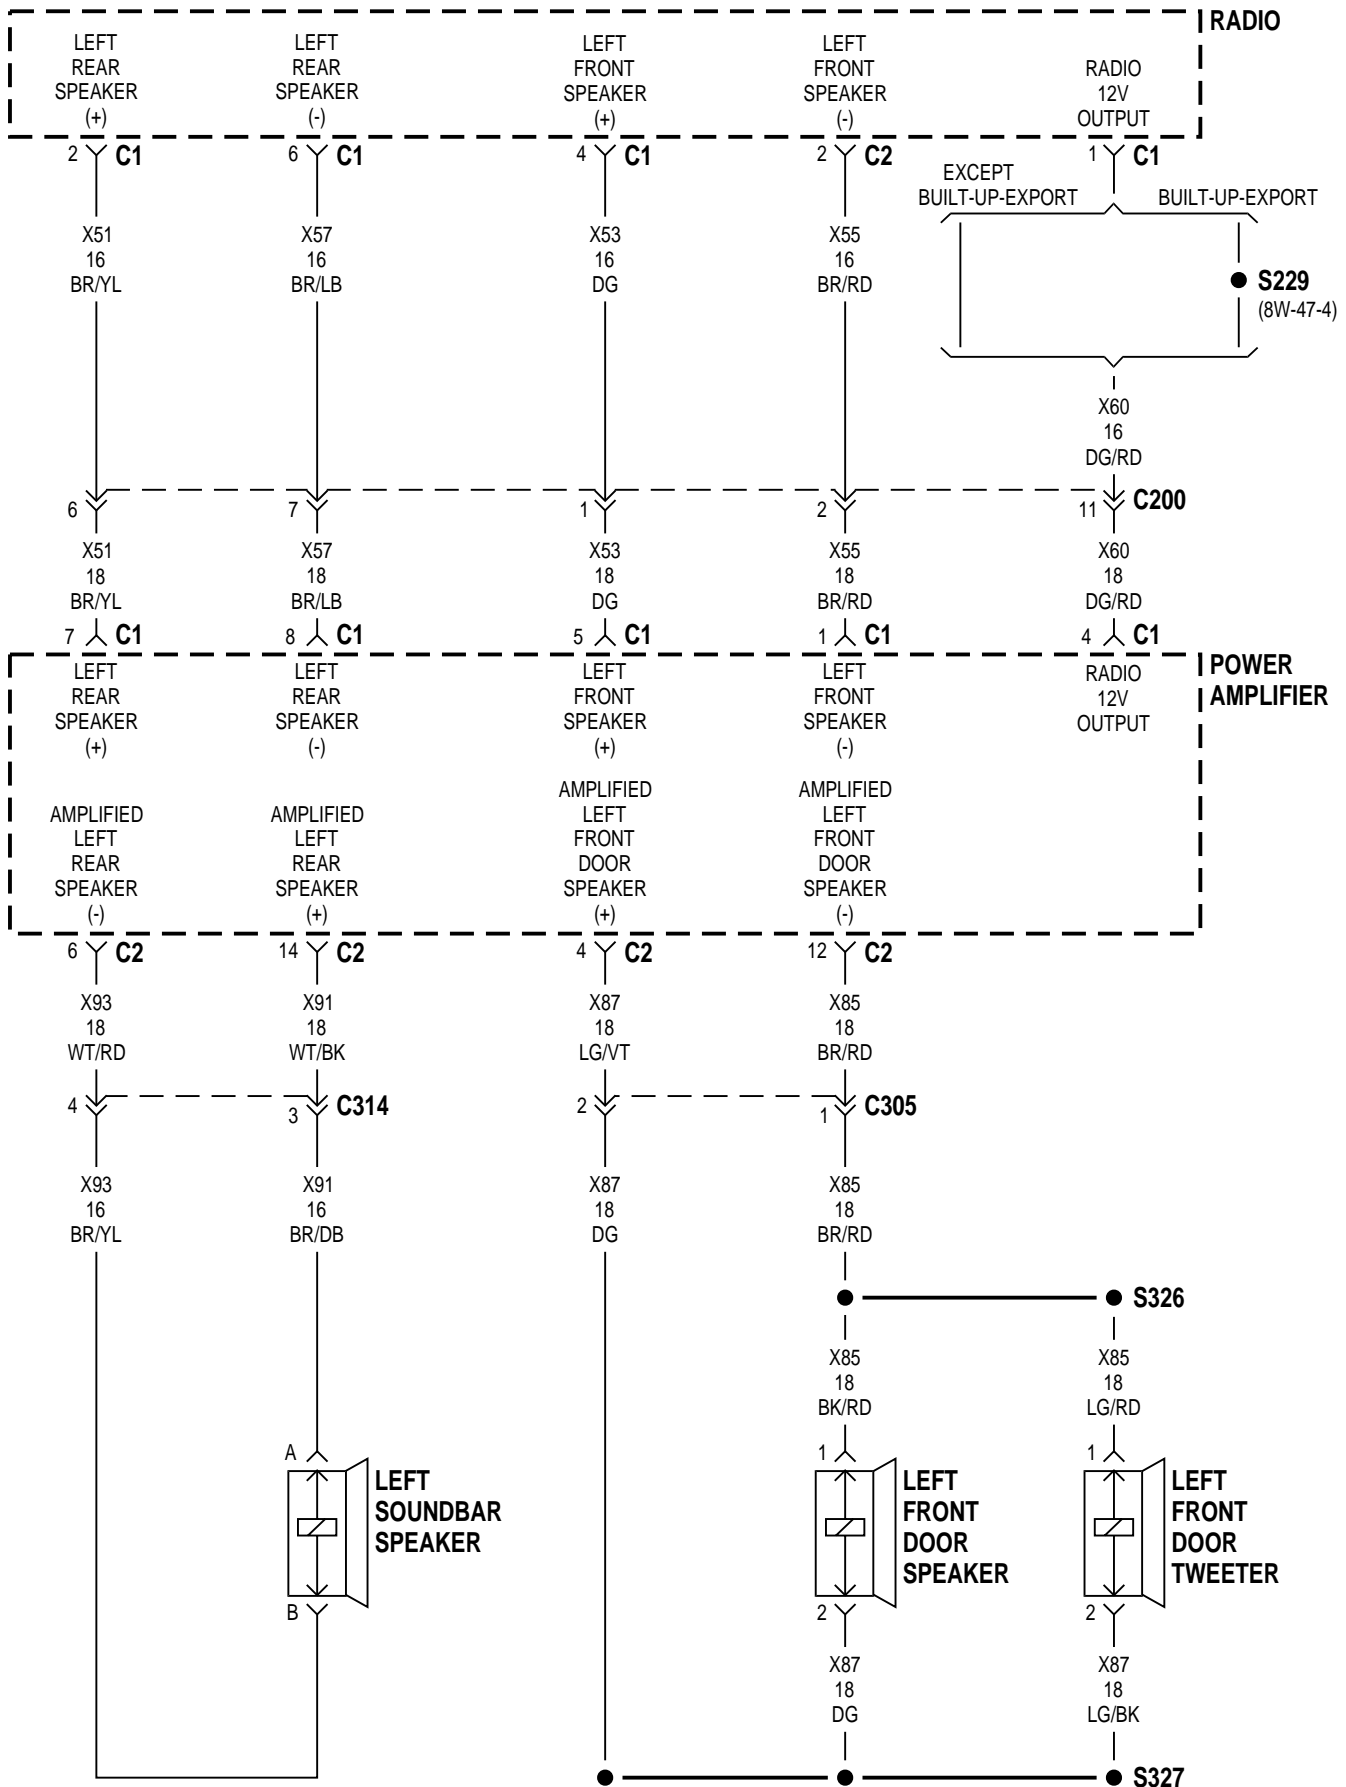 RADIO
LEFT
REAR
SPEAKER
(+)
LEFT
REAR
SPEAKER
(-)
LEFT
FRONT
SPEAKER
(+)
LEFT
FRONT
SPEAKER
(-)
RADIO
12V
OUTPUT
2 C1
6 C1
4 C1
2 C2
1 C1
EXCEPT
BUILT-UP-EXPORT
BUILT-UP-EXPORT
X51
16
BR/YL
X57
16
BR/LB
X53
16
DG
X55
16
BR/RD
S229
(8W-47-4)
X60
16
DG/RD
6
7
1
2
11
C200
X51
18
BR/YL
X57
18
BR/LB
X53
18
DG
X55
18
BR/RD
X60
18
DG/RD
7 C1
8 C1
5 C1
1 C1
4 C1
POWER
AMPLIFIER
LEFT
REAR
SPEAKER
(+)
LEFT
REAR
SPEAKER
(-)
LEFT
FRONT
SPEAKER
(+)
LEFT
FRONT
SPEAKER
(-)
RADIO
12V
OUTPUT
AMPLIFIED
LEFT
REAR
SPEAKER
(-)
AMPLIFIED
LEFT
REAR
SPEAKER
(+)
AMPLIFIED
LEFT
FRONT
DOOR
SPEAKER
(+)
AMPLIFIED
LEFT
FRONT
DOOR
SPEAKER
(-)
6 C2
14 C2
4 C2
12 C2
X93
18
WT/RD
X91
18
WT/BK
X87
18
LG/VT
X85
18
BR/RD
4
3
C314
2
1
C305
X93
16
BR/YL
X91
16
BR/DB
X87
18
DG
X85
18
BR/RD
S326
X85
18
BK/RD
X85
18
LG/RD
A
LEFT
SOUNDBAR
SPEAKER
B
1
LEFT
FRONT
DOOR
SPEAKER
2
1
LEFT
FRONT
DOOR
TWEETER
2
X87
18
DG
X87
18
LG/BK
S327